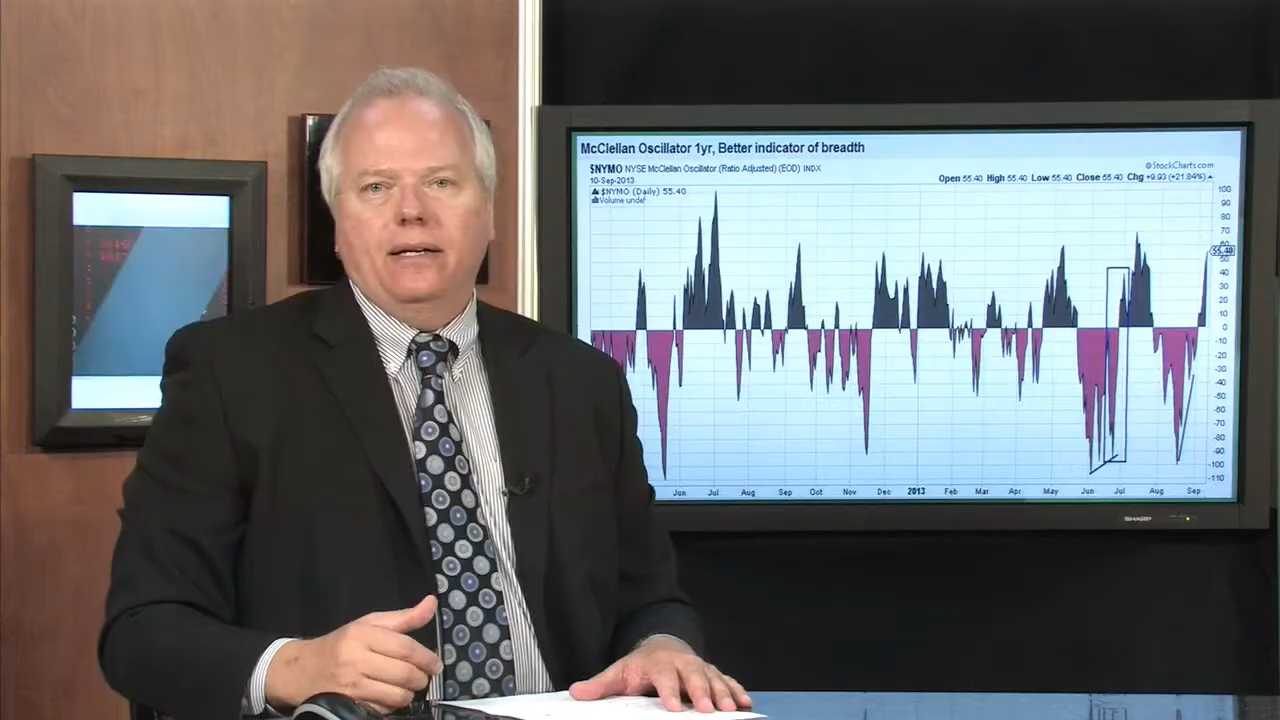 McClellan Oscillator 1yr, Better indicator of breadth
$NYMO NYSE McClellan Oscillator (Ratio Adjusted) (EOD) INDX
© StockCharts.com
10-Sep-2013
Open 55.40 High 55.40 Low 55.40 Close 55.40 Chg +9.93 (+21.84%)
$NYMO (Daily) 55.40
Volume undef
100
90
80
70
60
55.40
50
40
30
20
10
0
-10
-20
-30
-40
-50
-60
-70
-80
-90
-100
-110
Jun Jul Aug Sep Oct Nov Dec 2013 Feb Mar Apr May Jun Jul Aug Sep
SHARP